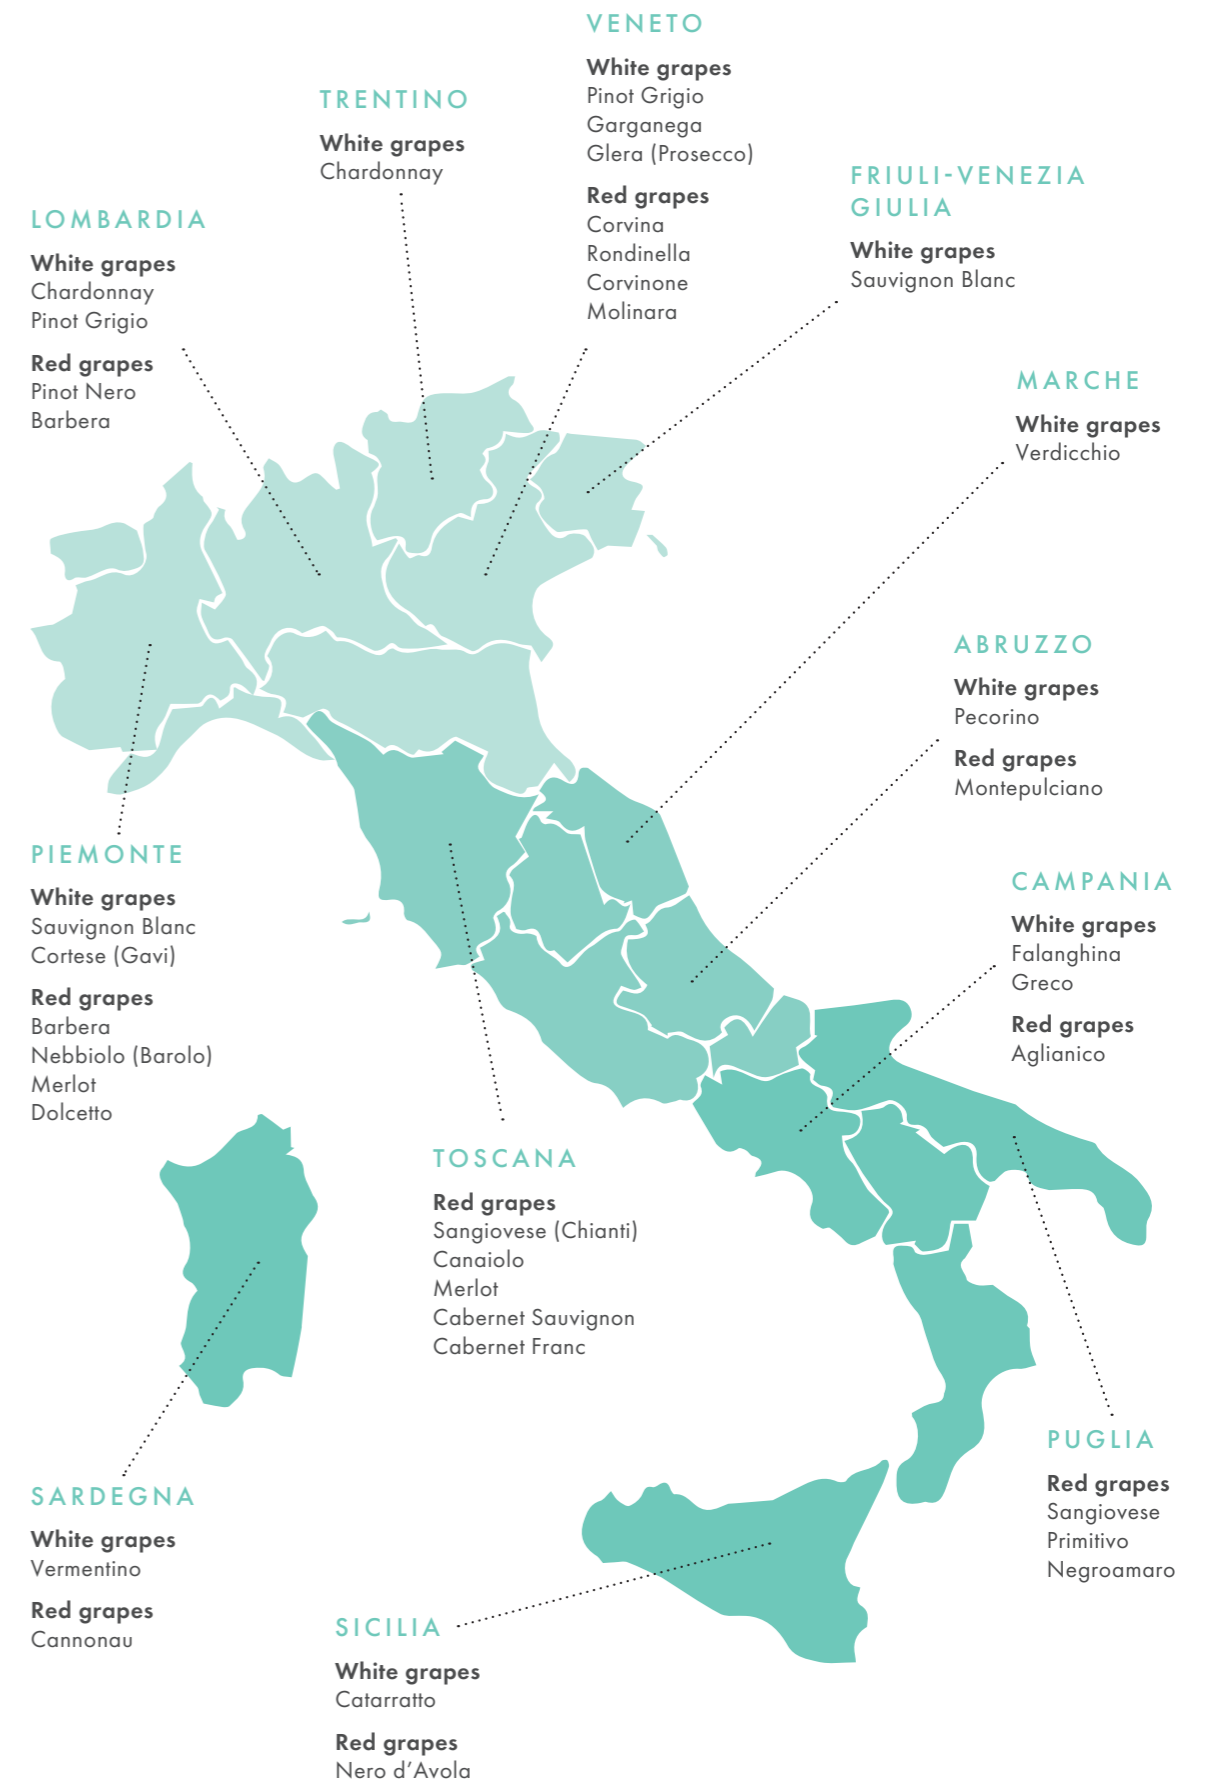 VENETO
White grapes
Pinot Grigio
Garganega
Glera (Prosecco)
Red grapes
Corvina
Rondinella
Corvinone
Molinara
TRENTINO
White grapes
Chardonnay
FRIULI-VENEZIA
GIULIA
White grapes
Sauvignon Blanc
LOMBARDIA
White grapes
Chardonnay
Pinot Grigio
Red grapes
Pinot Nero
Barbera
MARCHE
White grapes
Verdicchio
ABRUZZO
White grapes
Pecorino
Red grapes
Montepulciano
PIEMONTE
White grapes
Sauvignon Blanc
Cortese (Gavi)
Red grapes
Barbera
Nebbiolo (Barolo)
Merlot
Dolcetto
CAMPANIA
White grapes
Falanghina
Greco
Red grapes
Aglianico
TOSCANA
Red grapes
Sangiovese (Chianti)
Canaiolo
Merlot
Cabernet Sauvignon
Cabernet Franc
PUGLIA
Red grapes
Sangiovese
Primitivo
Negroamaro
SARDEGNA
White grapes
Vermentino
Red grapes
Cannonau
SICILIA
White grapes
Catarratto
Red grapes
Nero d’Avola